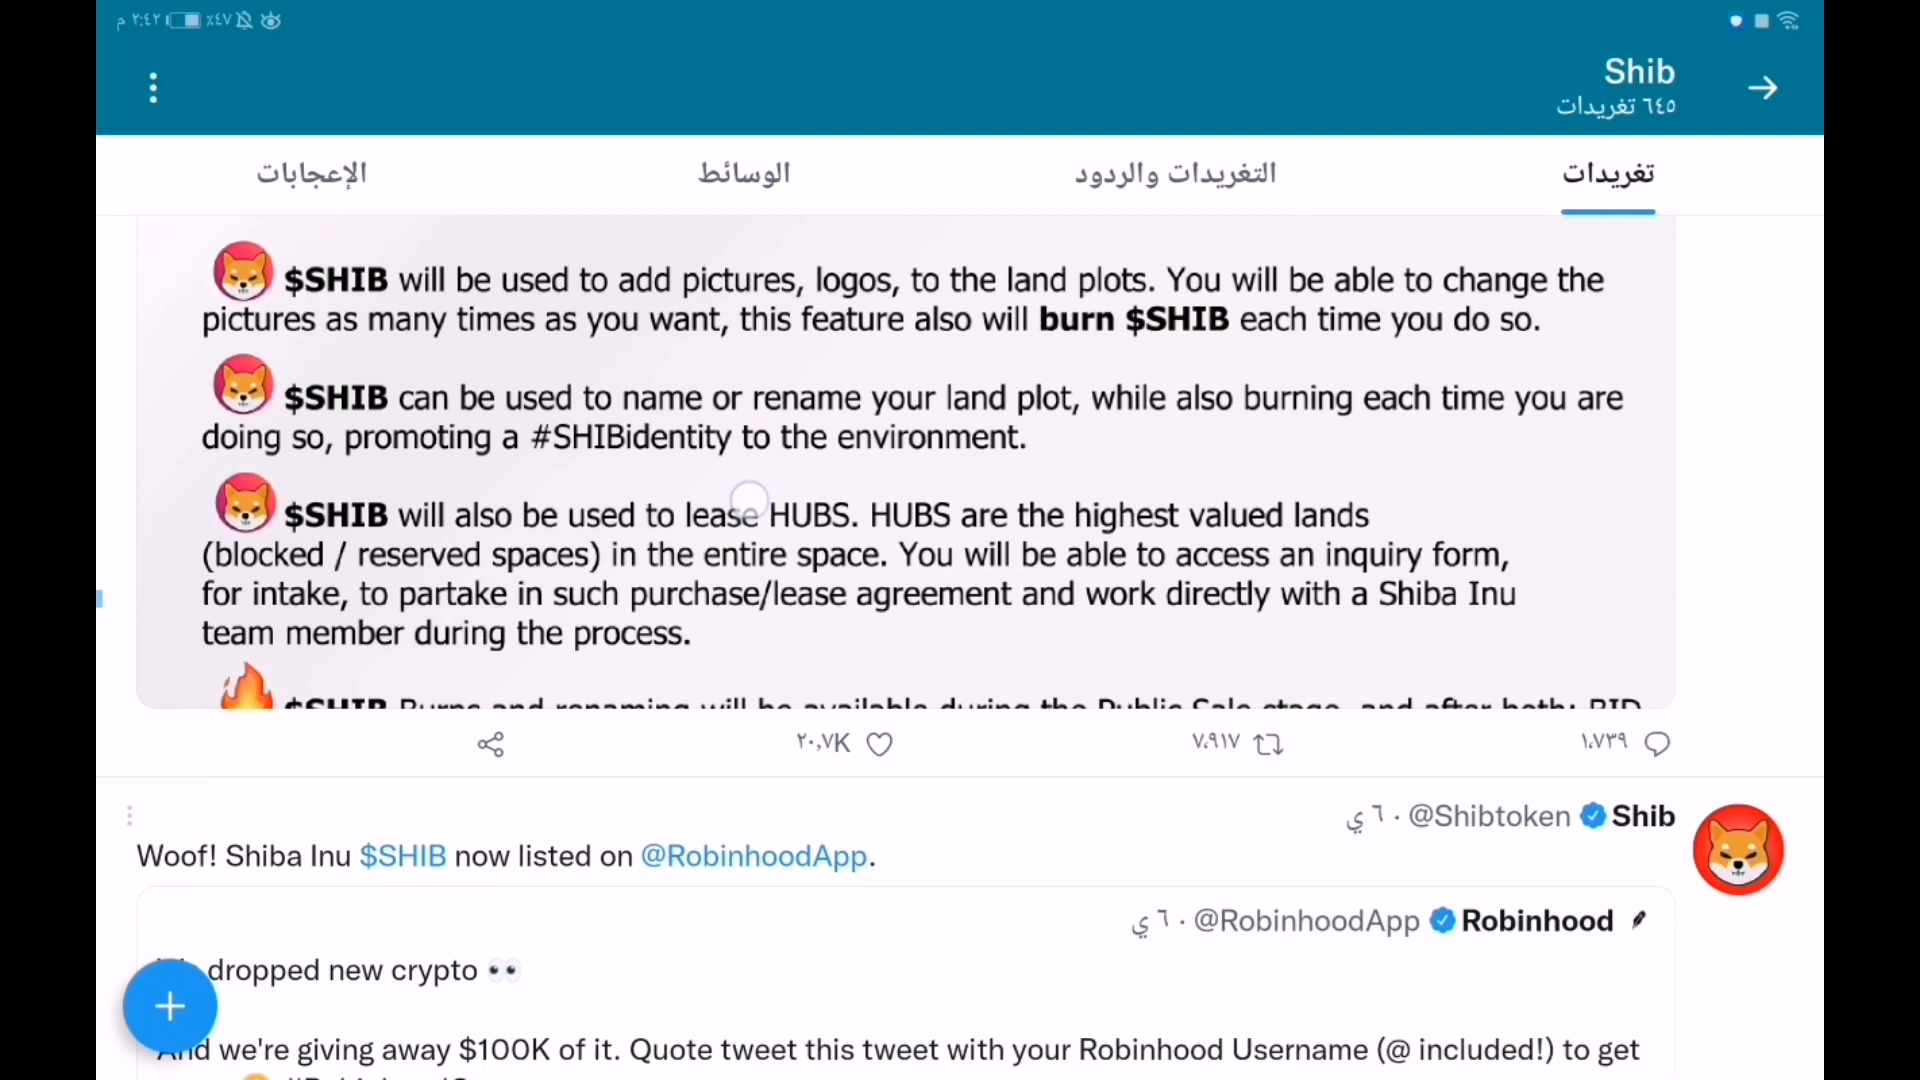 ٢:٤٢ م
٪٤٧
Shib
٦٤٥ تغريدات
تغريدات
التغريدات والردود
الوسائط
الإعجابات
$SHIB will be used to add pictures, logos, to the land plots. You will be able to change the
pictures as many times as you want, this feature also will burn $SHIB each time you do so.
$SHIB can be used to name or rename your land plot, while also burning each time you are
doing so, promoting a #SHIBidentity to the environment.
$SHIB will also be used to lease HUBS. HUBS are the highest valued lands
(blocked / reserved spaces) in the entire space. You will be able to access an inquiry form,
for intake, to partake in such purchase/lease agreement and work directly with a Shiba Inu
team member during the process.
$SHIB Burns and renaming will be available during the Public Sale stage, and after both: BID
١٬٧٣٩
٧٬٩١٧
٢٠٫٧K
Shib @Shibtoken · ٦ ي
Woof! Shiba Inu $SHIB now listed on @RobinhoodApp.
Robinhood @RobinhoodApp · ٦ ي
dropped new crypto 👀
And we're giving away $100K of it. Quote tweet this tweet with your Robinhood Username (@ included!) to get